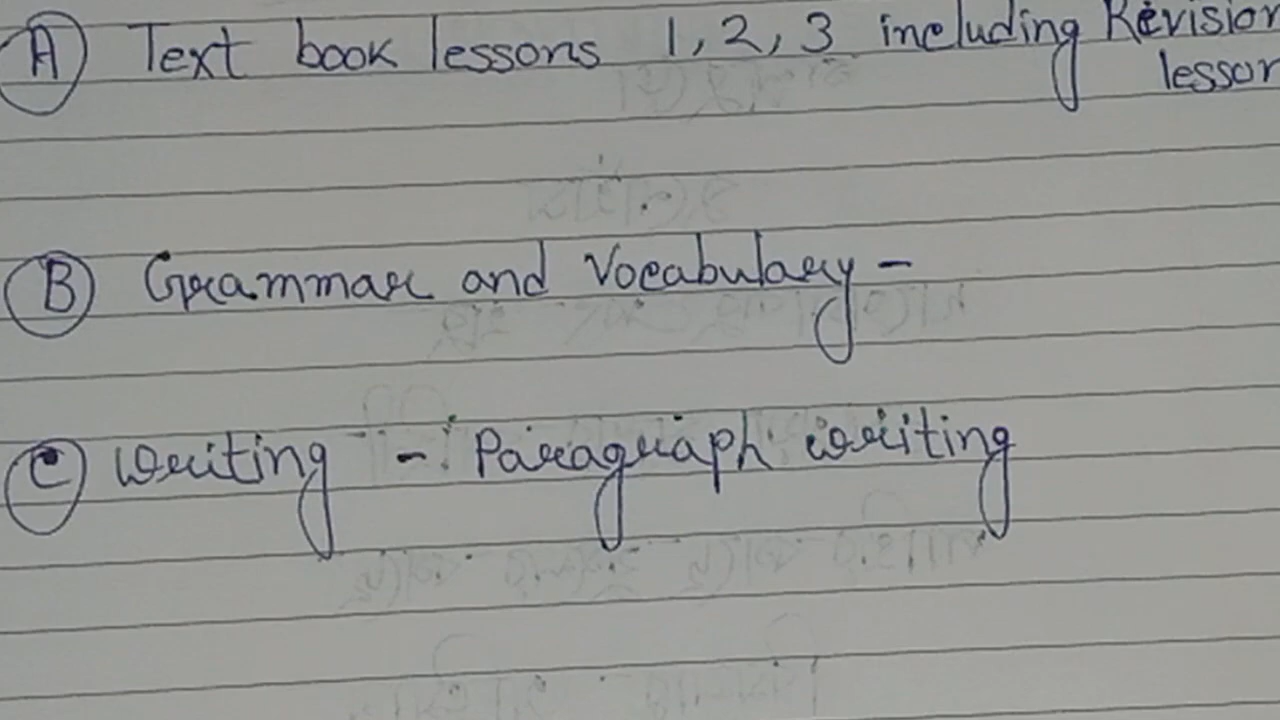 A Text book lessons 1, 2, 3 including Revision
lesson
B Grammar and Vocabulary -
C Writing - Paragraph writing